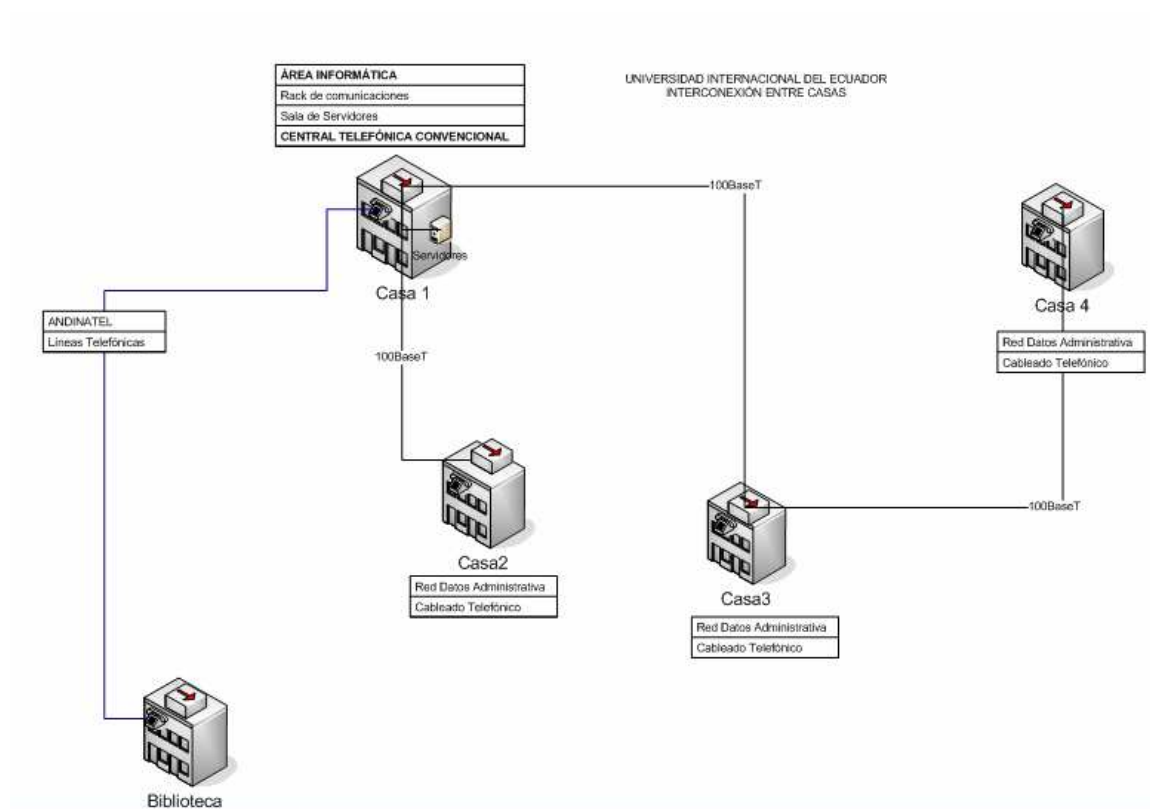 ÀREA INFORMÁTICA
Rack de comunicaciones
Sala de Servidores
CENTRAL TELEFÓNICA CONVENCIONAL
UNIVERSIDAD INTERNACIONAL DEL ECUADOR
INTERCONEXIÓN ENTRE CASAS
100BaseT
Servidores
Casa 1
Casa 4
ANDINATEL
Líneas Telefónicas
Red Datos Administrativa
Cableado Telefónico
100BaseT
100BaseT
Casa2
Red Datos Administrativa
Cableado Telefónico
Casa3
Red Datos Administrativa
Cableado Telefónico
Biblioteca